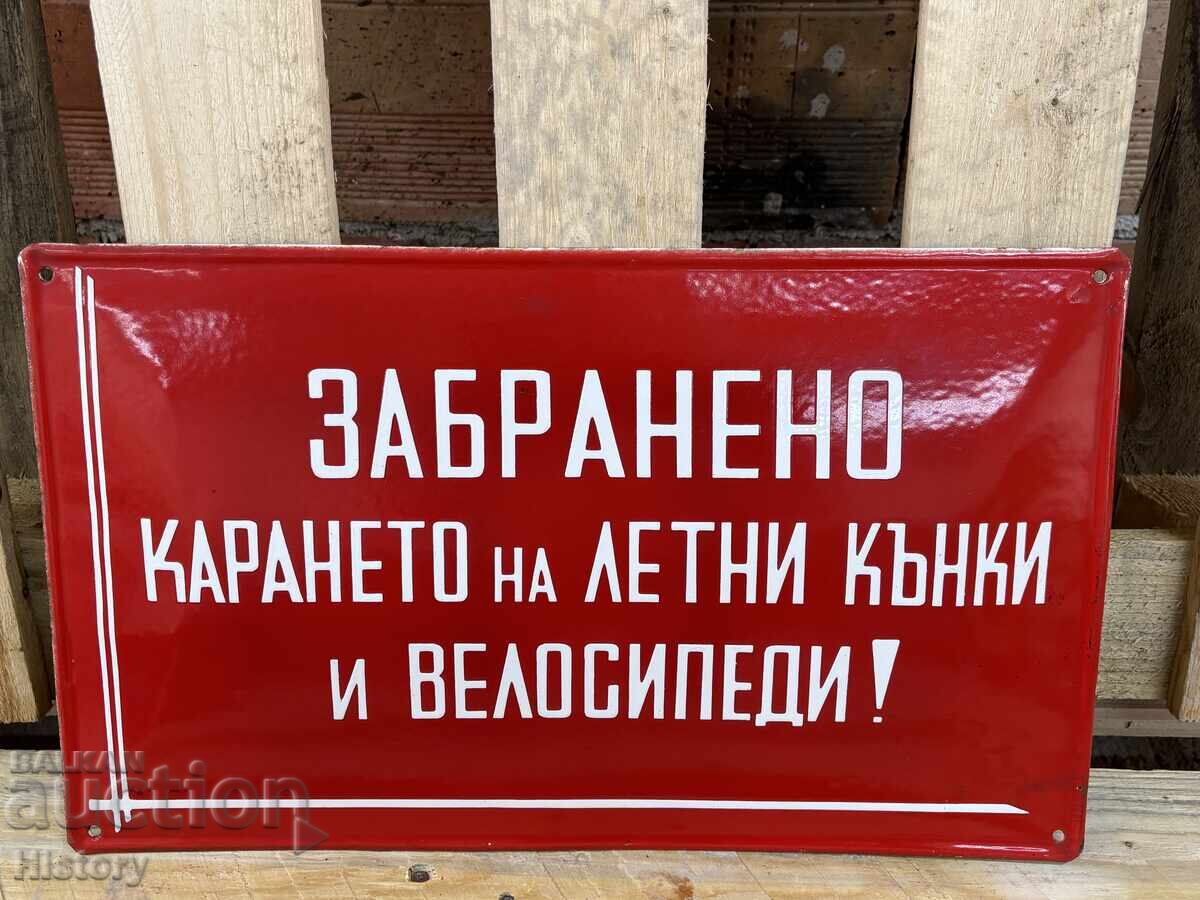 ЗАБРАНЕНО
КАРАНЕТО НА ЛЕТНИ КЪНКИ
И ВЕЛОСИПЕДИ!
BALKAN
auction
History